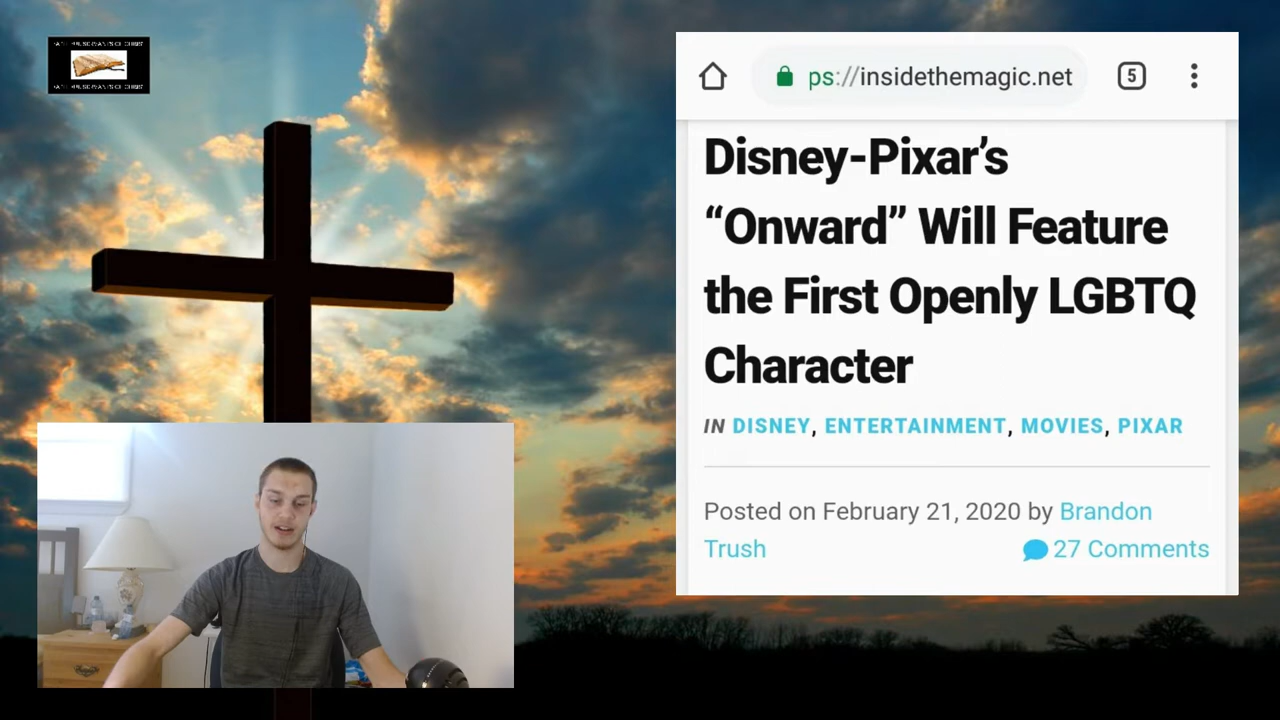 ps://insidethemagic.net
5
Disney-Pixar’s
“Onward” Will Feature
the First Openly LGBTQ
Character
IN DISNEY, ENTERTAINMENT, MOVIES, PIXAR
Posted on February 21, 2020 by Brandon
Trush
27 Comments